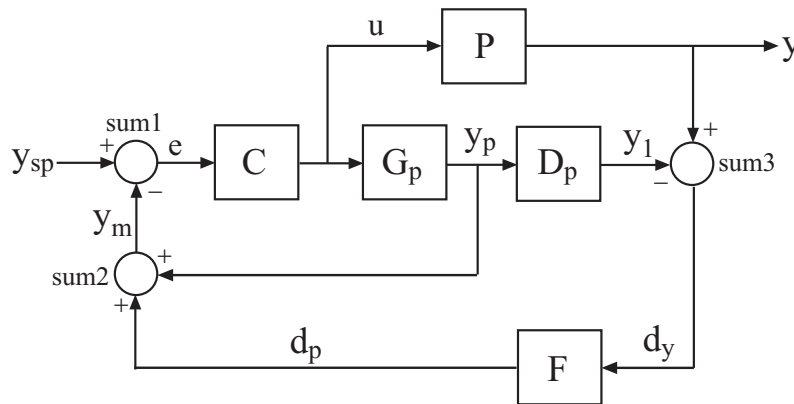 u
P
y
sum1
+
y_sp
e
C
G_p
y_p
D_p
y_1
+
−
sum3
−
y_m
+
sum2
+
d_p
F
d_y